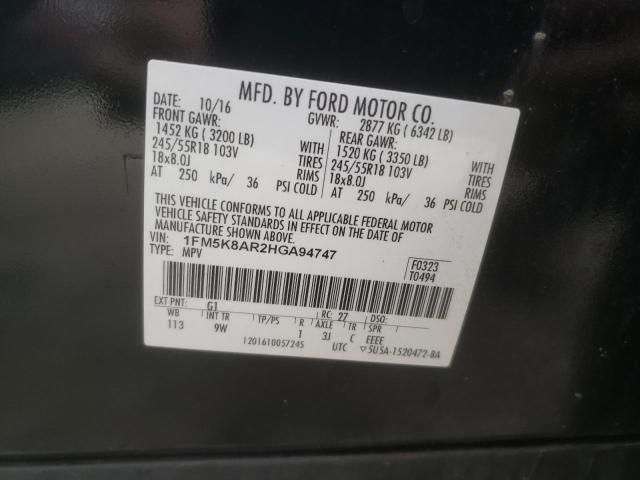 MFD. BY FORD MOTOR CO.
DATE: 10/16 GVWR: 2877 KG ( 6342 LB)
FRONT GAWR: REAR GAWR:
1452 KG ( 3200 LB) WITH 1520 KG ( 3350 LB) WITH
245/55R18 103V TIRES 245/55R18 103V TIRES
18x8.0J RIMS 18x8.0J RIMS
AT 250 kPa/ 36 PSI COLD AT 250 kPa/ 36 PSI COLD
THIS VEHICLE CONFORMS TO ALL APPLICABLE FEDERAL MOTOR
VEHICLE SAFETY STANDARDS IN EFFECT ON THE DATE OF
MANUFACTURE SHOWN ABOVE.
VIN: 1FM5K8AR2HGA94747
TYPE: MPV
F0323
T0494
EXT PNT: G1 RC: 27 DSO:
WB INT TR TP/PS R AXLE TR SPR
113 9W 1 3J C EEEE
1201610057245 UTC ▽5U5A-1520472-BA